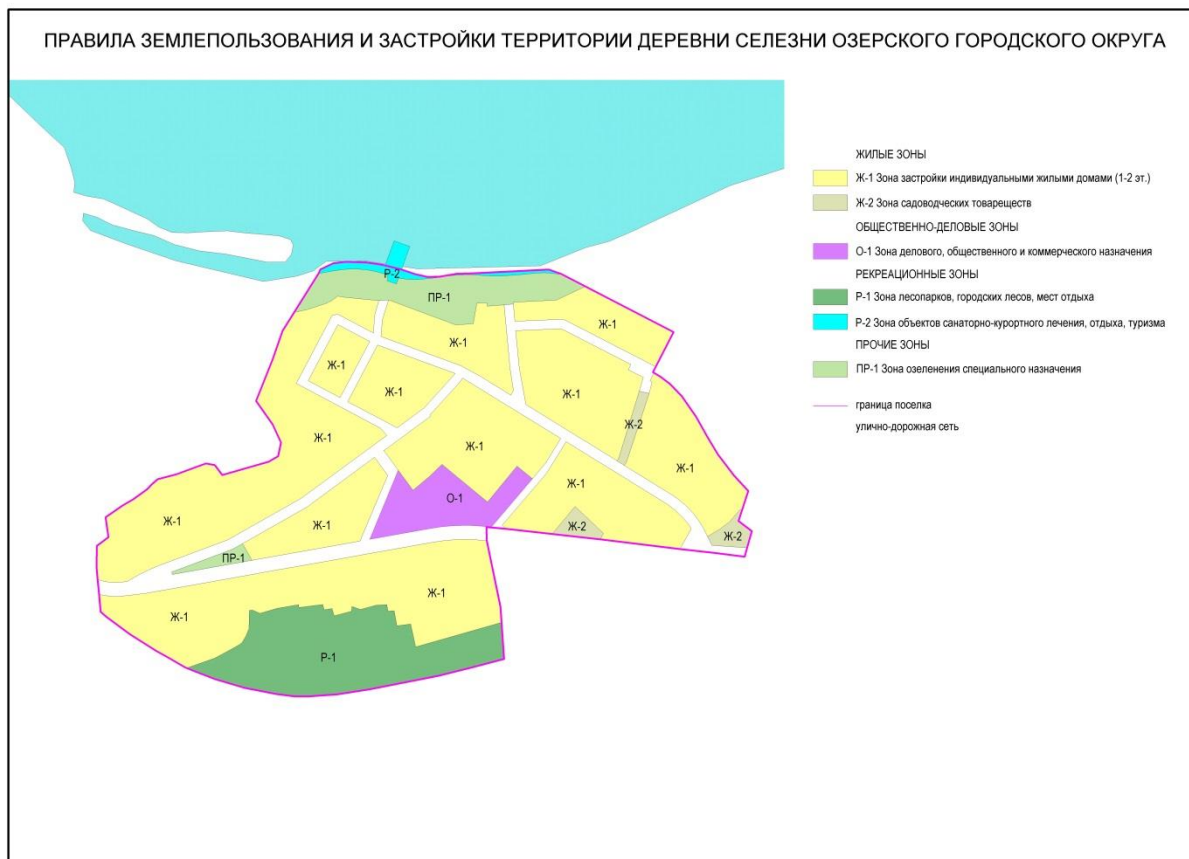 ПРАВИЛА ЗЕМЛЕПОЛЬЗОВАНИЯ И ЗАСТРОЙКИ ТЕРРИТОРИИ ДЕРЕВНИ СЕЛЕЗНИ ОЗЕРСКОГО ГОРОДСКОГО ОКРУГА
ЖИЛЫЕ ЗОНЫ
Ж-1 Зона застройки индивидуальными жилыми домами (1-2 эт.)
Ж-2 Зона садоводческих товареществ
ОБЩЕСТВЕННО-ДЕЛОВЫЕ ЗОНЫ
О-1 Зона делового, общественного и коммерческого назначения
РЕКРЕАЦИОННЫЕ ЗОНЫ
Р-1 Зона лесопарков, городских лесов, мест отдыха
Р-2 Зона объектов санаторно-курортного лечения, отдыха, туризма
ПРОЧИЕ ЗОНЫ
ПР-1 Зона озеленения специального назначения
граница поселка
улично-дорожная сеть
Р-2
ПР-1
Ж-1
Ж-1
Ж-1
Ж-1
Ж-1
Ж-2
Ж-1
Ж-1
Ж-1
Ж-1
Ж-1
О-1
Ж-1
Ж-1
Ж-2
Ж-2
ПР-1
Ж-1
Ж-1
Р-1